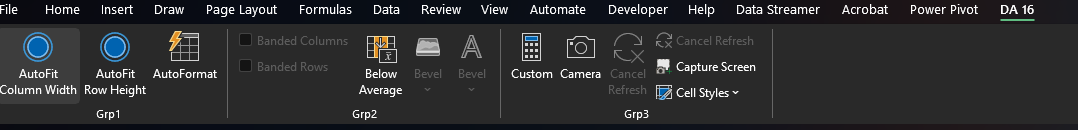 File Home Insert Draw Page Layout Formulas Data Review View Automate Developer Help Data Streamer Acrobat Power Pivot DA 16
AutoFit
Column Width
AutoFit
Row Height
AutoFormat
Grp1
Banded Columns
Banded Rows
Below
Average
Bevel
Bevel
Grp2
Custom
Camera
Cancel
Refresh
Cancel Refresh
Capture Screen
Cell Styles
Grp3